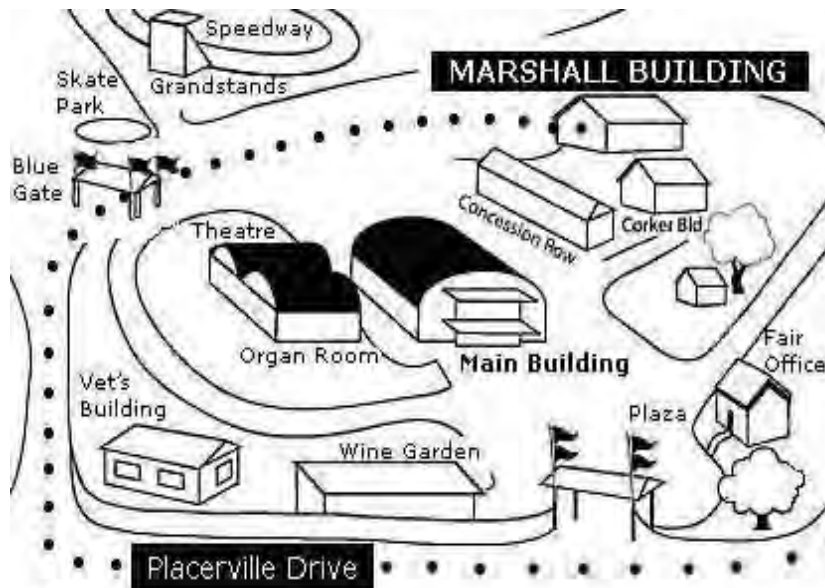 Speedway
Grandstands
MARSHALL BUILDING
Skate
Park
Blue
Gate
Concession Row
Corker Bld.
Theatre
Organ Room
Main Building
Fair
Office
Vet's
Building
Plaza
Wine Garden
Placerville Drive